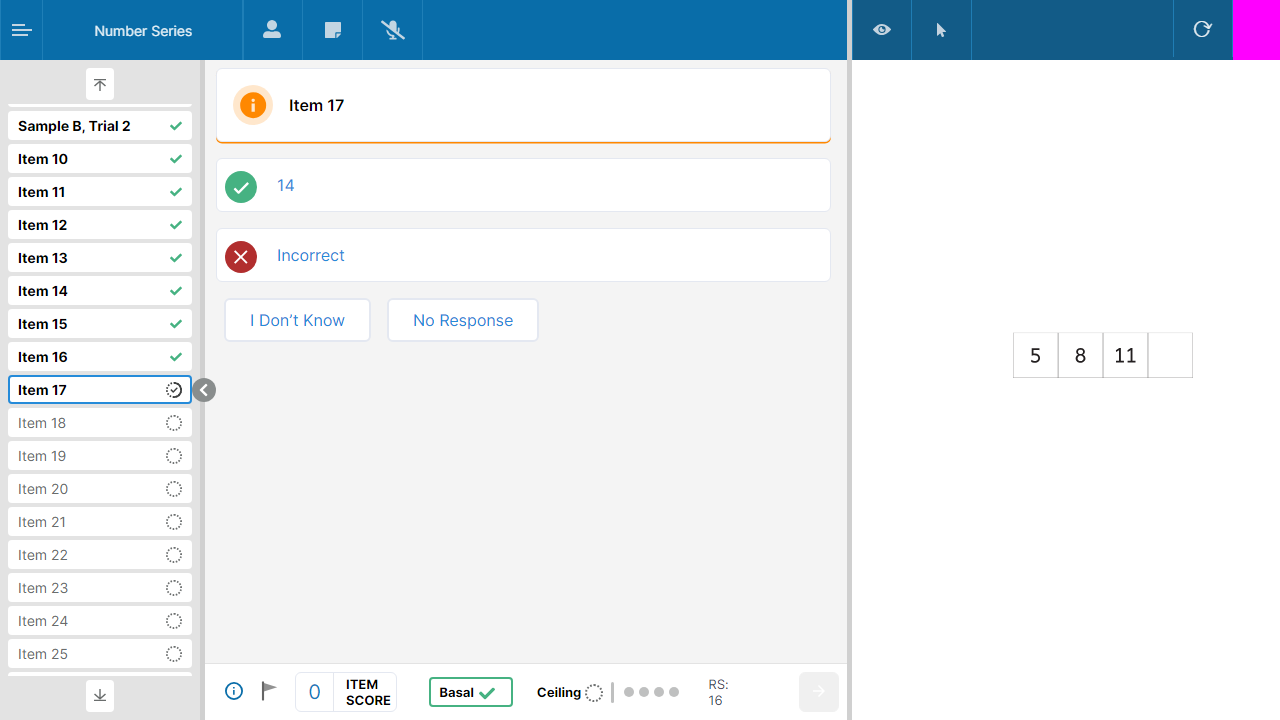 Number Series
Sample B, Trial 2
Item 10
Item 11
Item 12
Item 13
Item 14
Item 15
Item 16
Item 17
Item 18
Item 19
Item 20
Item 21
Item 22
Item 23
Item 24
Item 25
Item 17
14
Incorrect
I Don’t Know
No Response
0
ITEM
SCORE
Basal
Ceiling
RS:
16
5 8 11